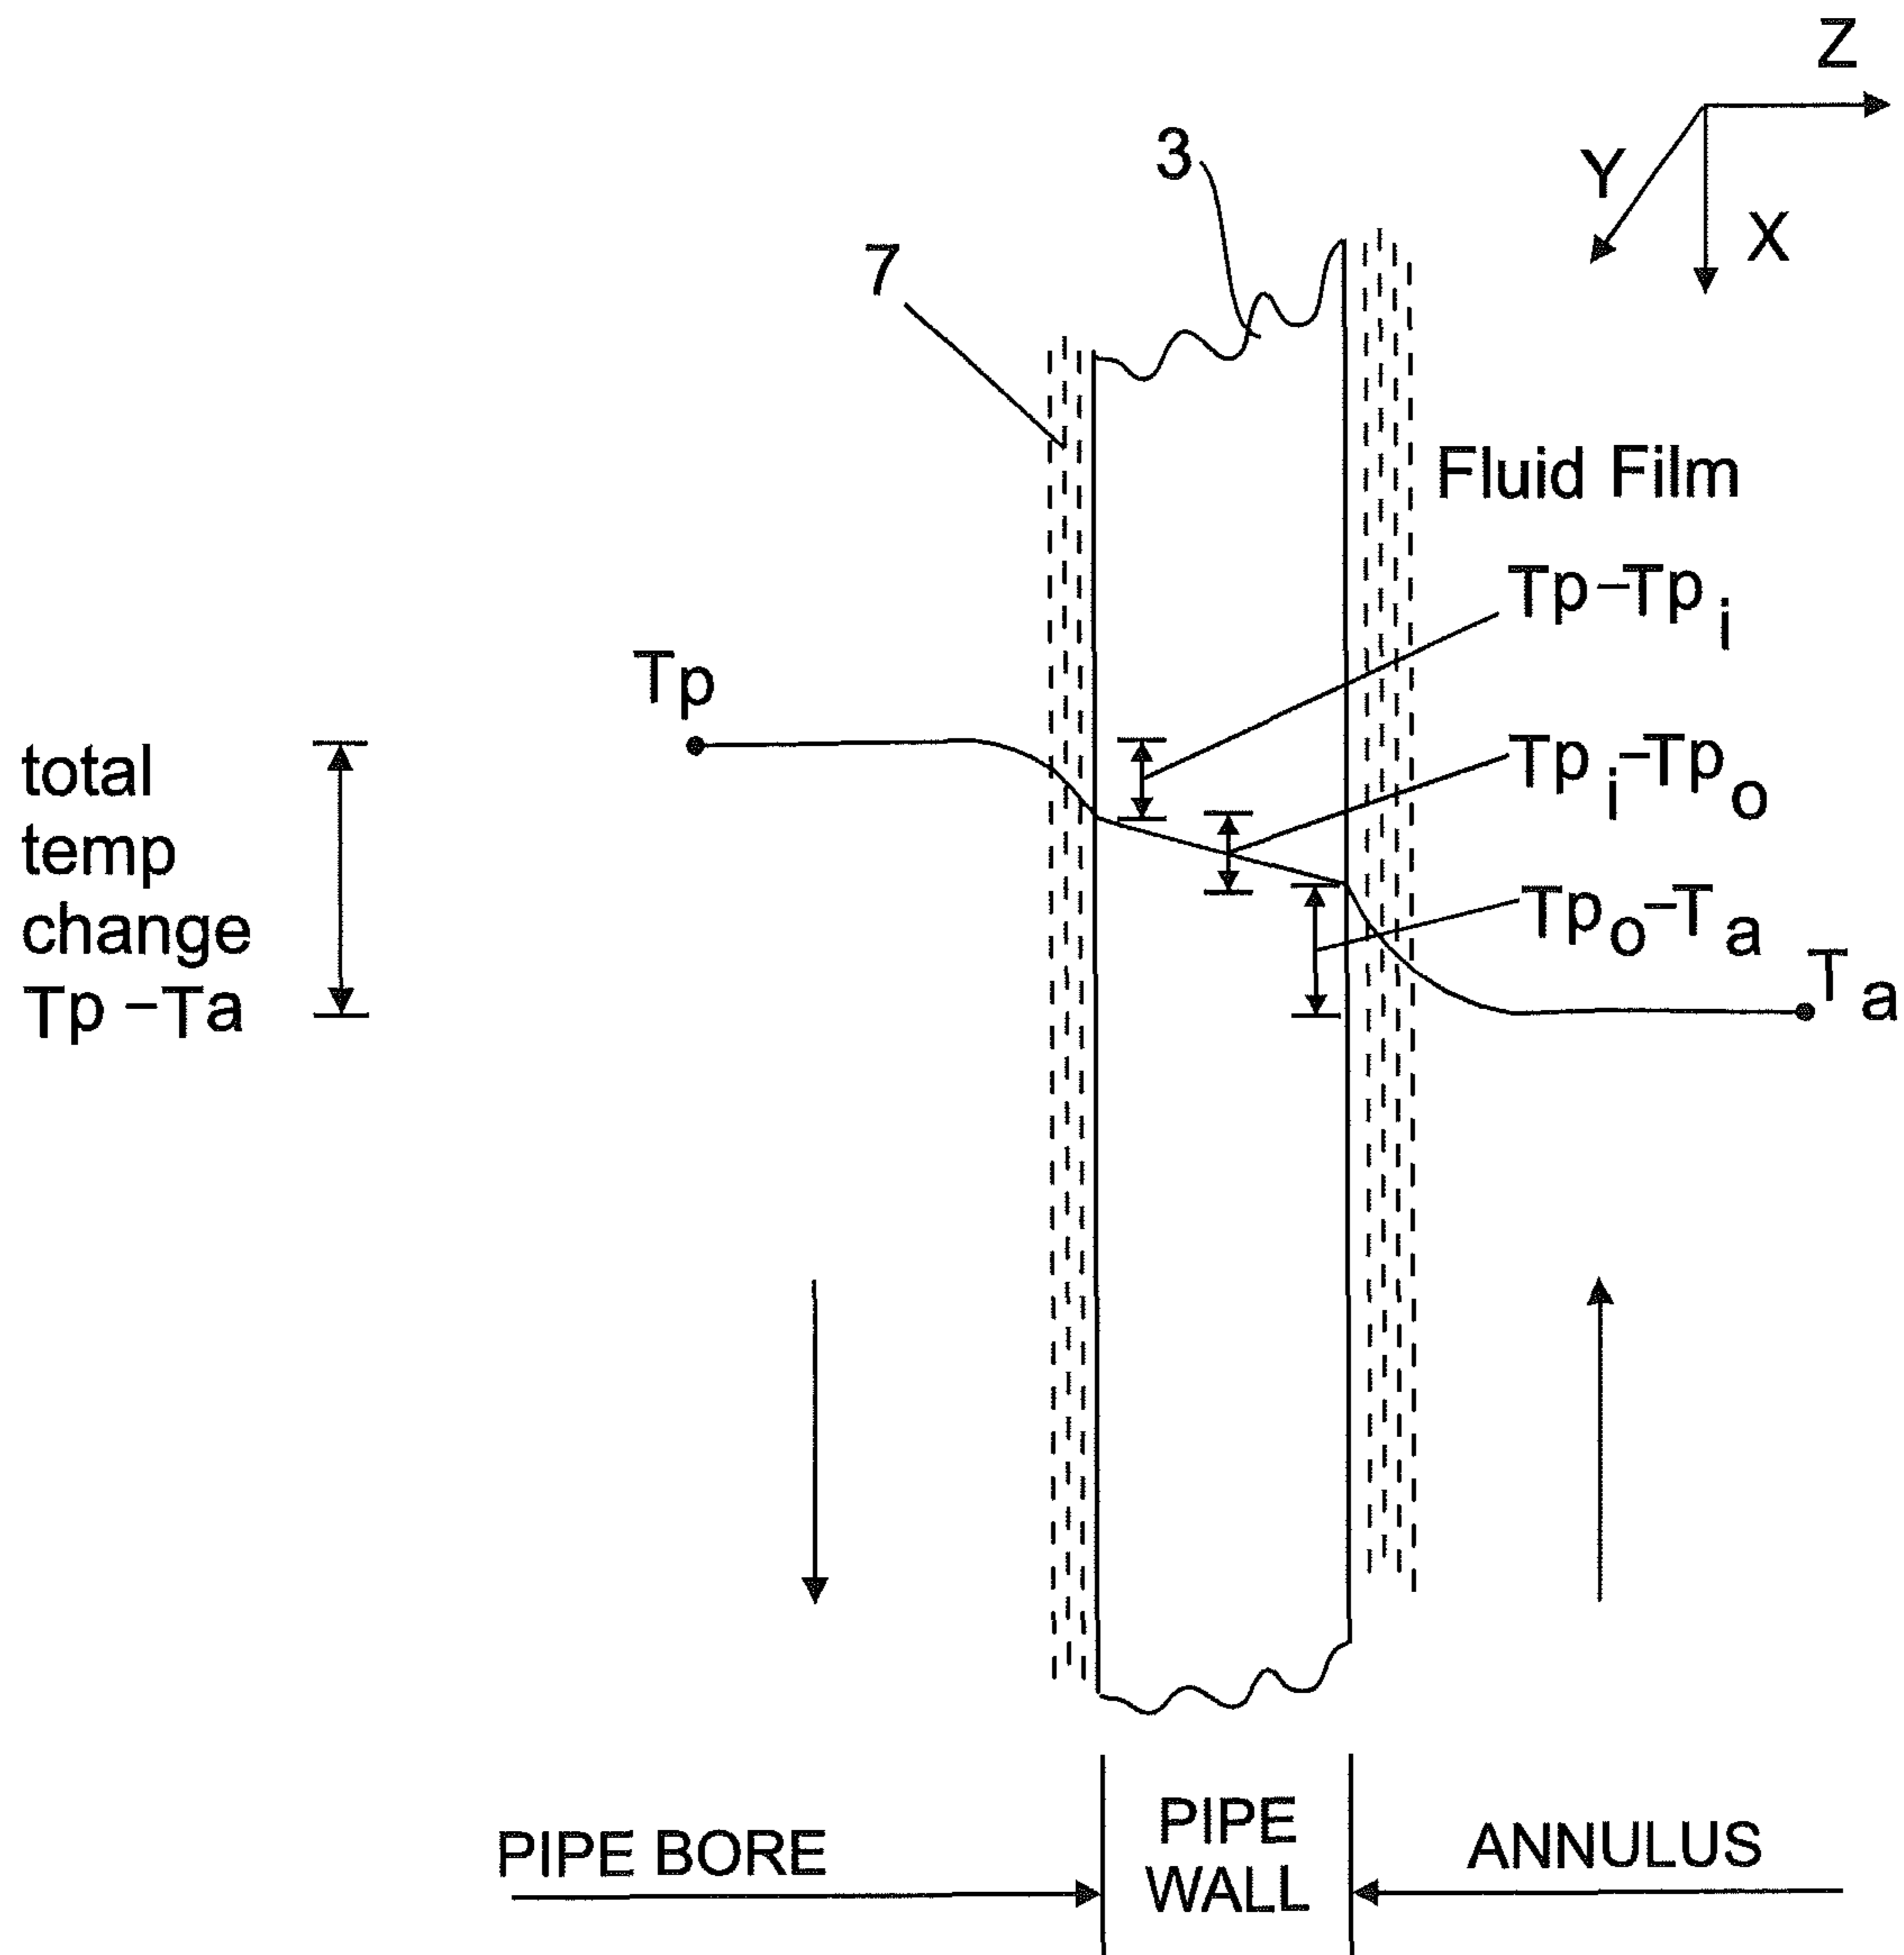 Z
Y
X
3
7
Fluid Film
Tp–Tp i
Tp
Tp i–Tp o
total
temp
change
Tp –Ta
Tp o–T a
T a
PIPE BORE
PIPE
WALL
ANNULUS